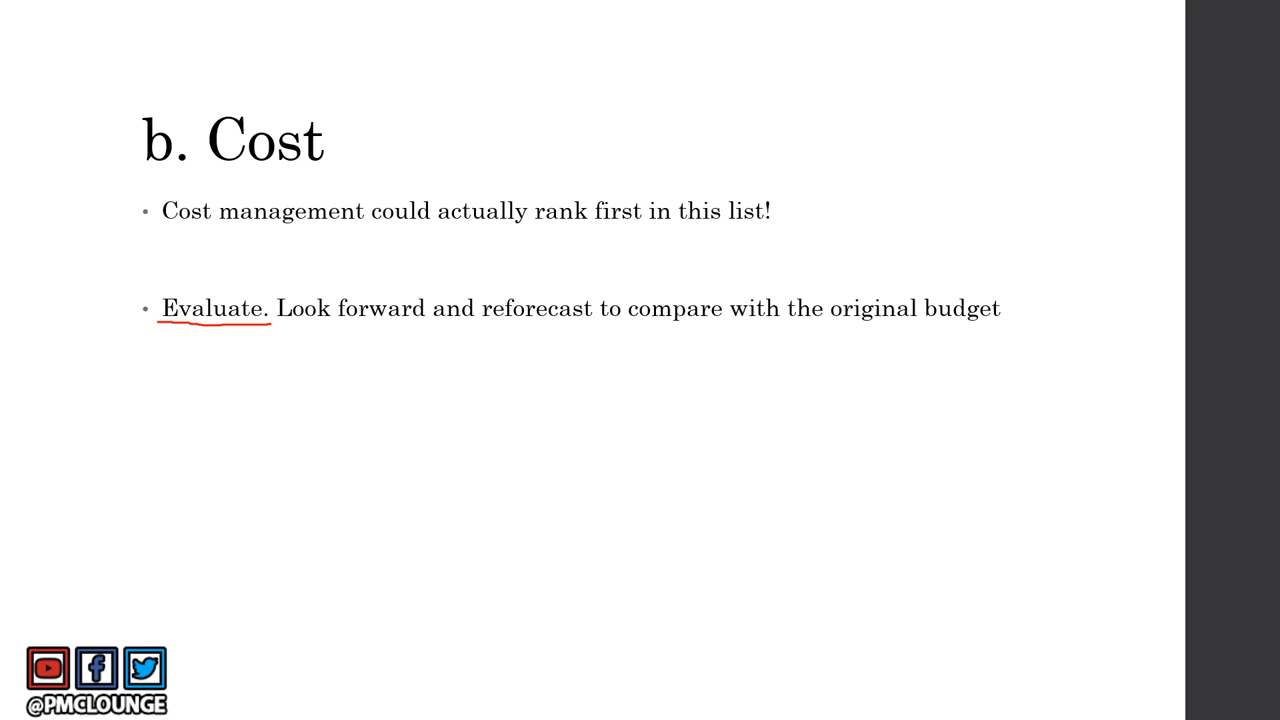 b. Cost
• Cost management could actually rank first in this list!
• Evaluate. Look forward and reforecast to compare with the original budget
@PMCLOUNGE